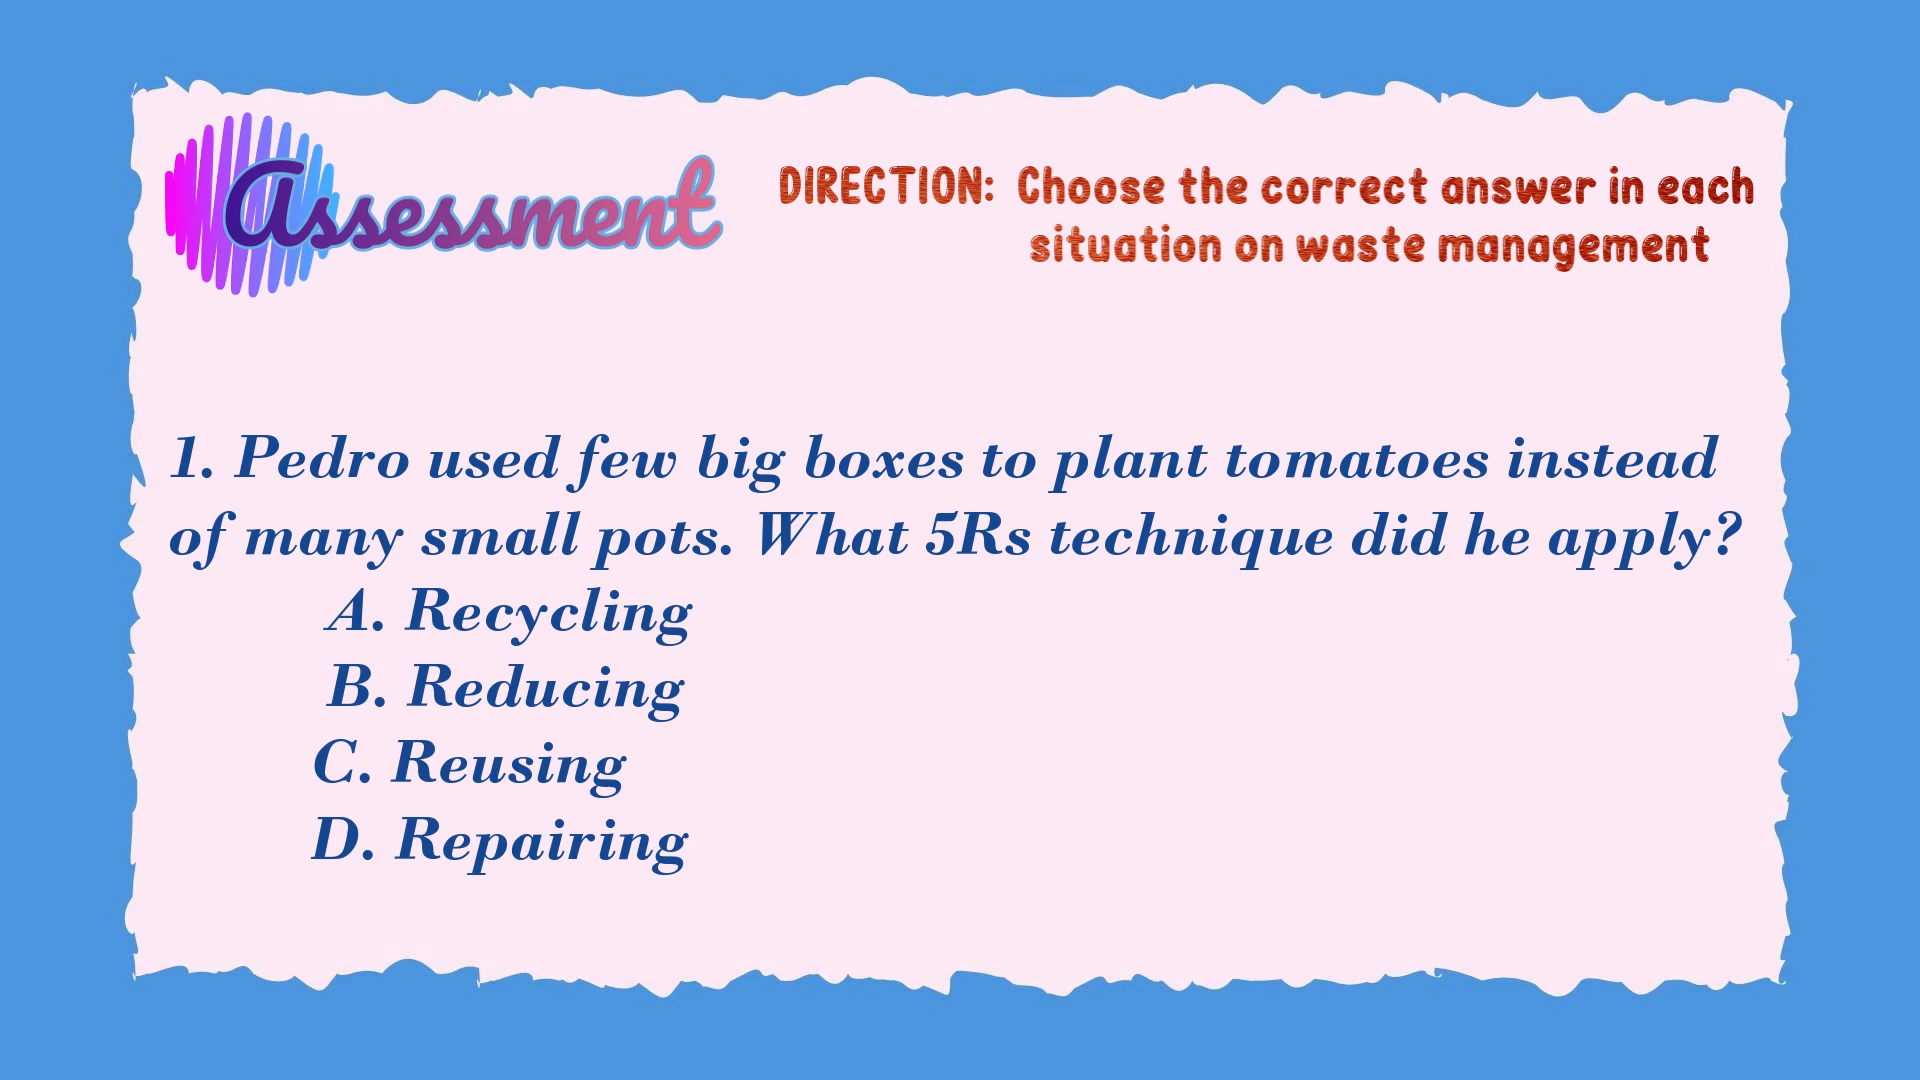 Assessment
DIRECTION: Choose the correct answer in each
situation on waste management
1. Pedro used few big boxes to plant tomatoes instead
of many small pots. What 5Rs technique did he apply?
A. Recycling
B. Reducing
C. Reusing
D. Repairing